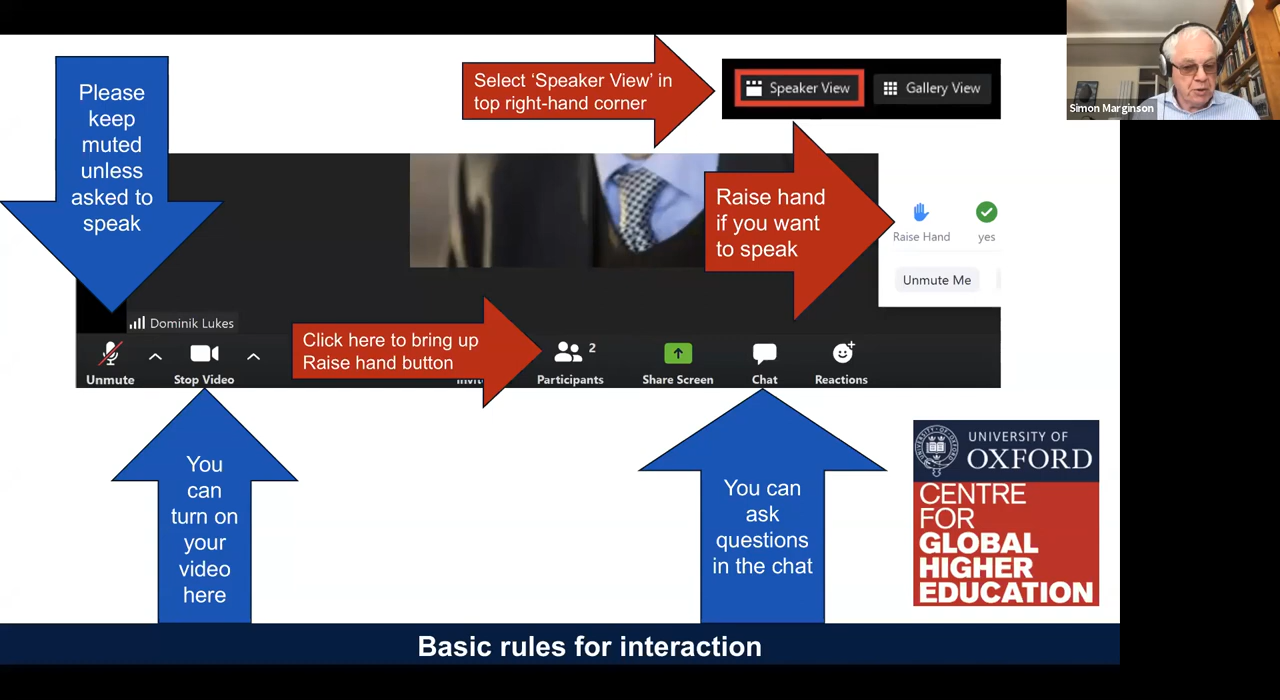 Please
keep
muted
unless
asked to
speak
Select ‘Speaker View’ in
top right-hand corner
Speaker View
Gallery View
Simon Marginson
Raise hand
if you want
to speak
Raise Hand
yes
Unmute Me
Dominik Lukes
Click here to bring up
Raise hand button
2
Unmute
Stop Video
Participants
Share Screen
Chat
Reactions
You
can
turn on
your
video
here
You can
ask
questions
in the chat
UNIVERSITY OF
OXFORD
CENTRE
FOR
GLOBAL
HIGHER
EDUCATION
Basic rules for interaction